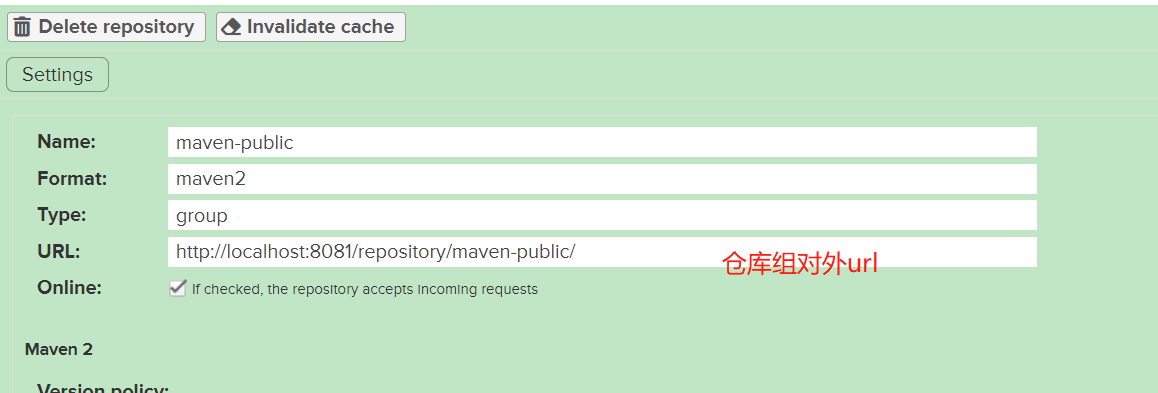 Delete repository Invalidate cache
Settings
Name: maven-public
Format: maven2
Type: group
URL: http://localhost:8081/repository/maven-public/
仓库组对外url
Online: If checked, the repository accepts incoming requests
Maven 2
Version policy: